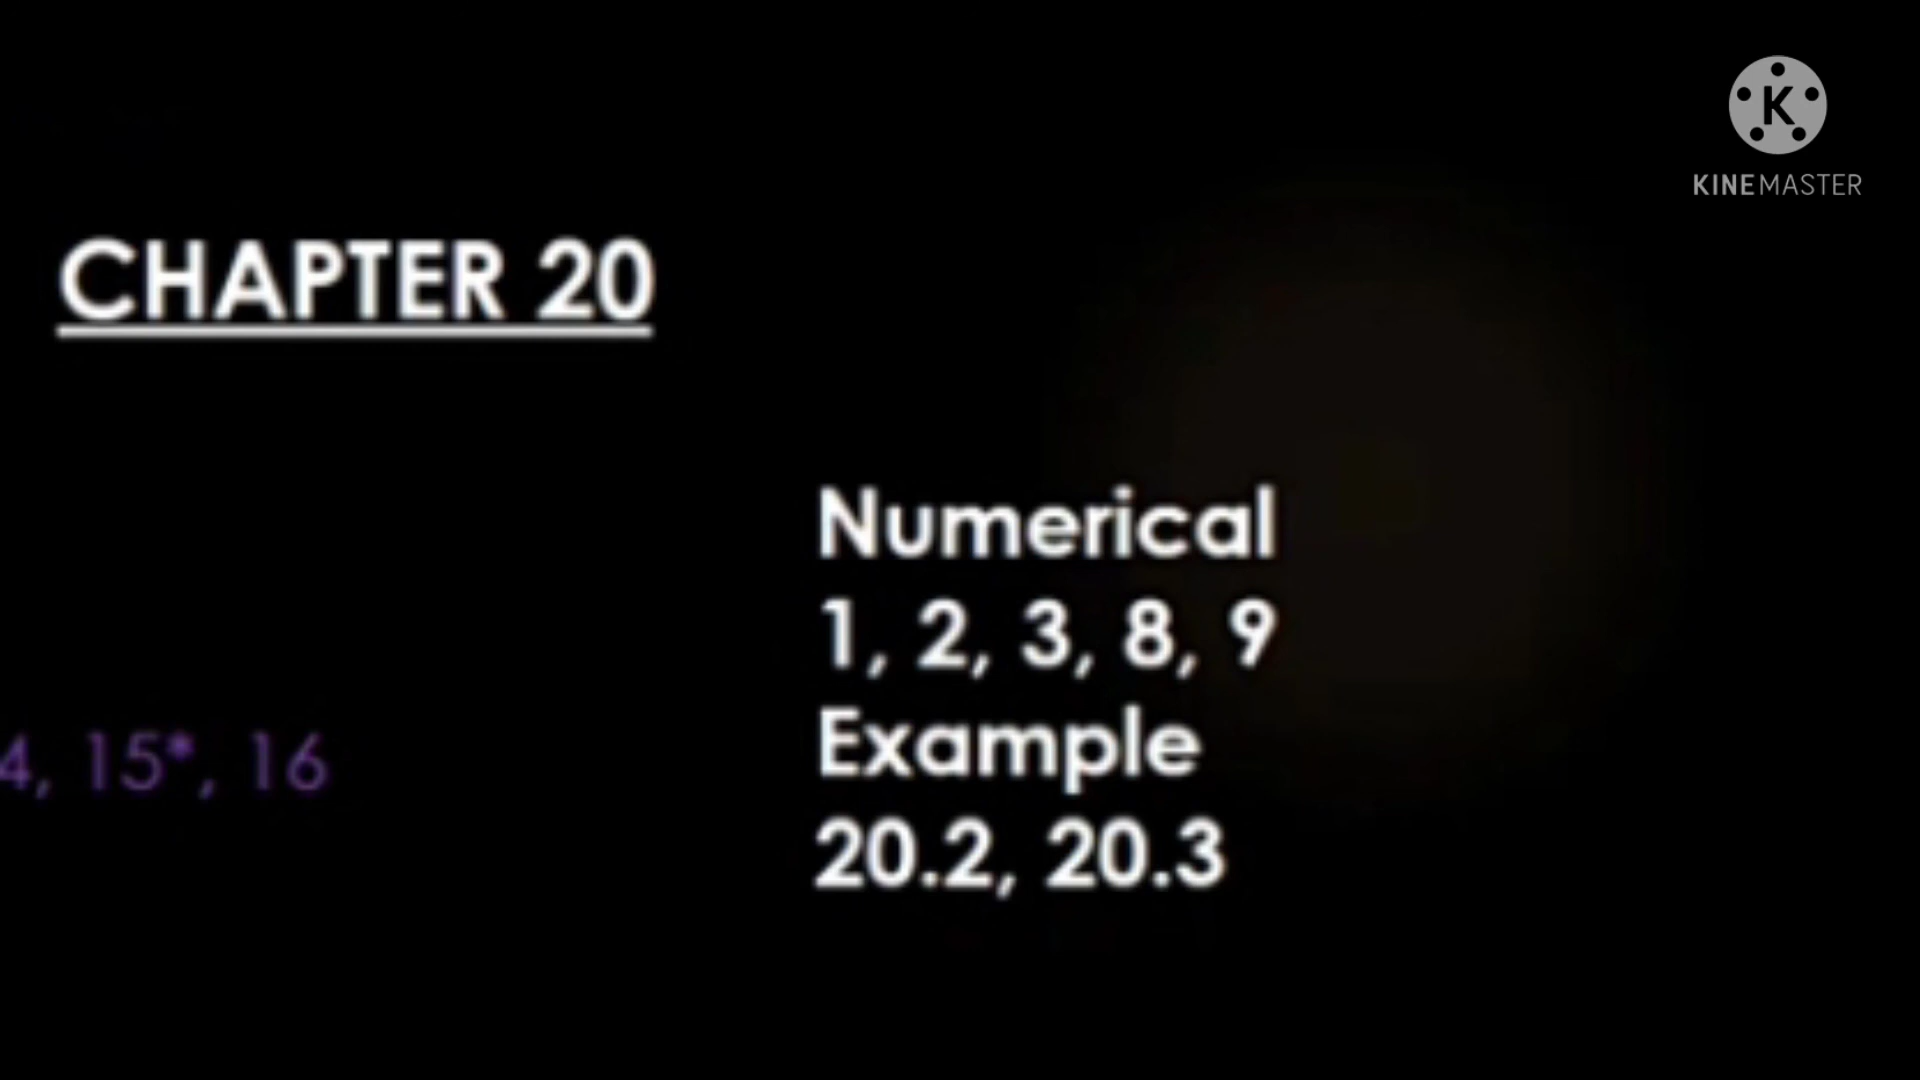 K
KINEMASTER
CHAPTER 20
Numerical
1, 2, 3, 8, 9
Example
20.2, 20.3
4, 15*, 16